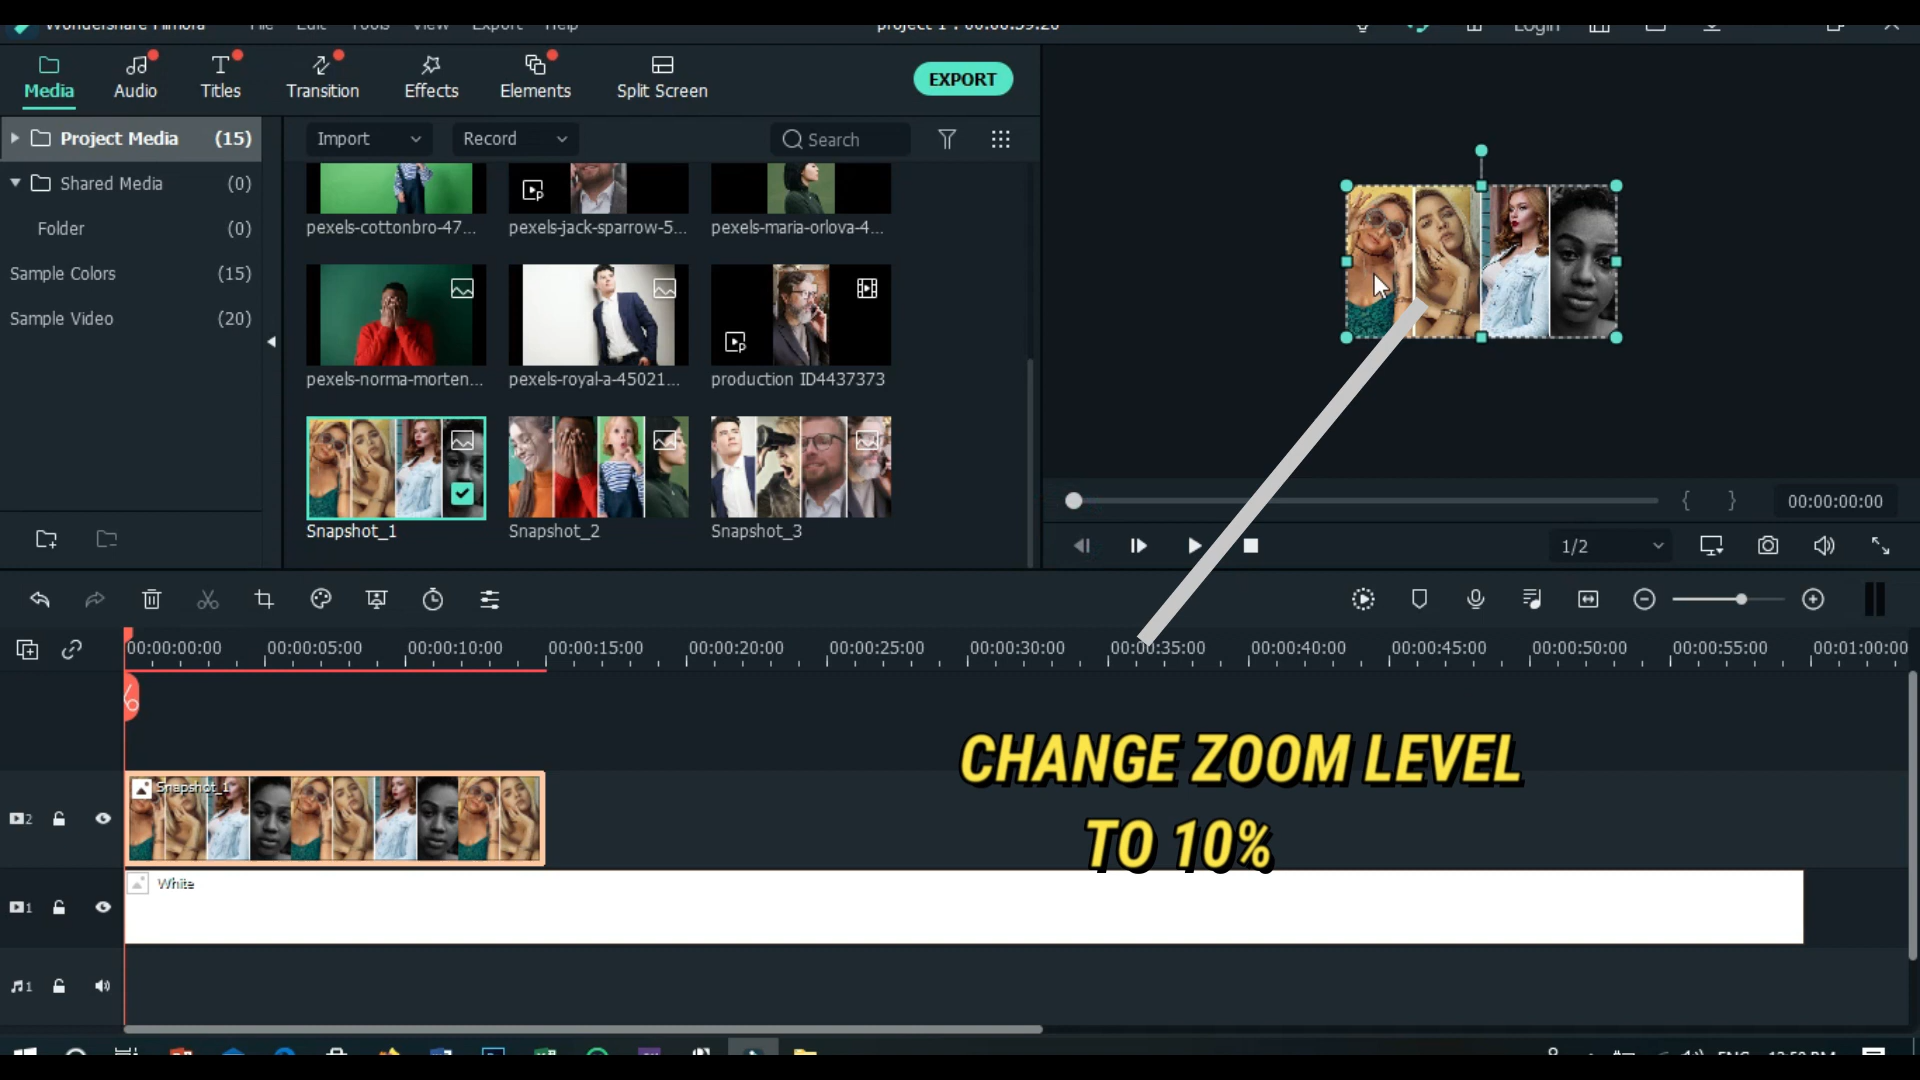 Wondershare Filmora File Edit Tools View Export Help project 1 : 00:00:59:20 Login
Media Audio Titles Transition Effects Elements Split Screen EXPORT
Project Media (15)
Shared Media (0)
Folder (0)
Sample Colors (15)
Sample Video (20)
Import Record Search
pexels-cottonbro-47... pexels-jack-sparrow-5... pexels-maria-orlova-4...
pexels-norma-morten... pexels-royal-a-45021... production ID4437373
Snapshot_1 Snapshot_2 Snapshot_3
{ } 00:00:00:00
1/2
00:00:00:00 00:00:05:00 00:00:10:00 00:00:15:00 00:00:20:00 00:00:25:00 00:00:30:00 00:00:35:00 00:00:40:00 00:00:45:00 00:00:50:00 00:00:55:00 00:01:00:00
CHANGE ZOOM LEVEL
TO 10%
Snapshot_1
2
White
1
1